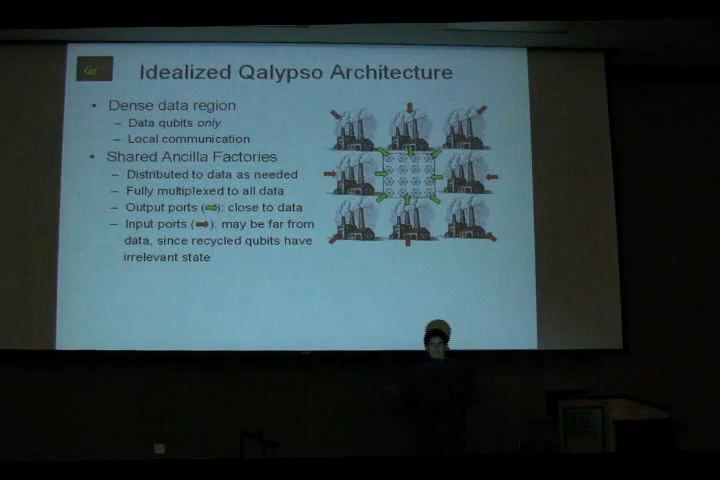 Cal
Idealized Qalypso Architecture
• Dense data region
– Data qubits only
– Local communication
• Shared Ancilla Factories
– Distributed to data as needed
– Fully multiplexed to all data
– Output ports (⇨): close to data
– Input ports (➡): may be far from
data, since recycled qubits have
irrelevant state